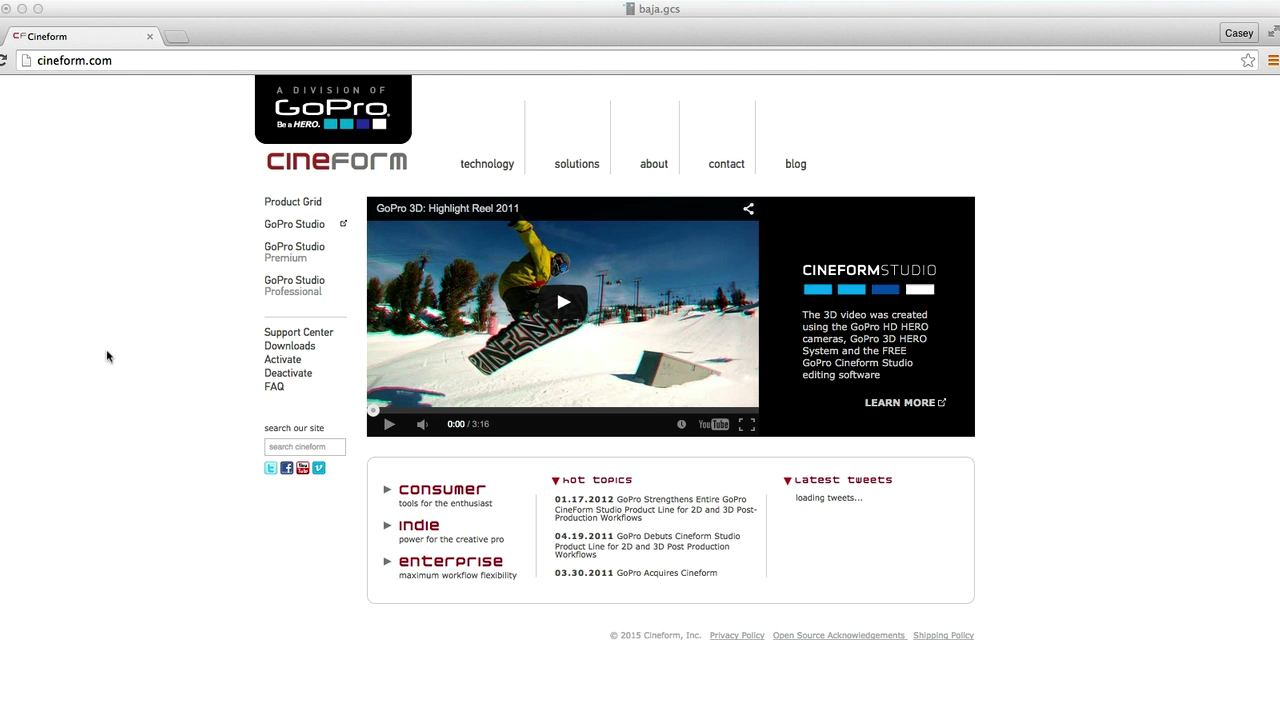 baja.gcs
CF Cineform
Casey
cineform.com
A DIVISION OF
GoPro
Be a HERO.
CINEFORM
technology
solutions
about
contact
blog
Product Grid
GoPro Studio
GoPro Studio
Premium
GoPro Studio
Professional
Support Center
Downloads
Activate
Deactivate
FAQ
search our site
search cineform
GoPro 3D: Highlight Reel 2011
0:00 / 3:16
YouTube
CINEFORMSTUDIO
The 3D video was created
using the GoPro HD HERO
cameras, GoPro 3D HERO
System and the FREE
GoPro Cineform Studio
editing software
LEARN MORE
consumer
tools for the enthusiast
indie
power for the creative pro
enterprise
maximum workflow flexibility
hot topics
01.17.2012 GoPro Strengthens Entire GoPro
CineForm Studio Product Line for 2D and 3D Post-
Production Workflows
04.19.2011 GoPro Debuts Cineform Studio
Product Line for 2D and 3D Post Production
Workflows
03.30.2011 GoPro Acquires Cineform
latest tweets
loading tweets...
© 2015 Cineform, Inc. Privacy Policy Open Source Acknowledgements Shipping Policy